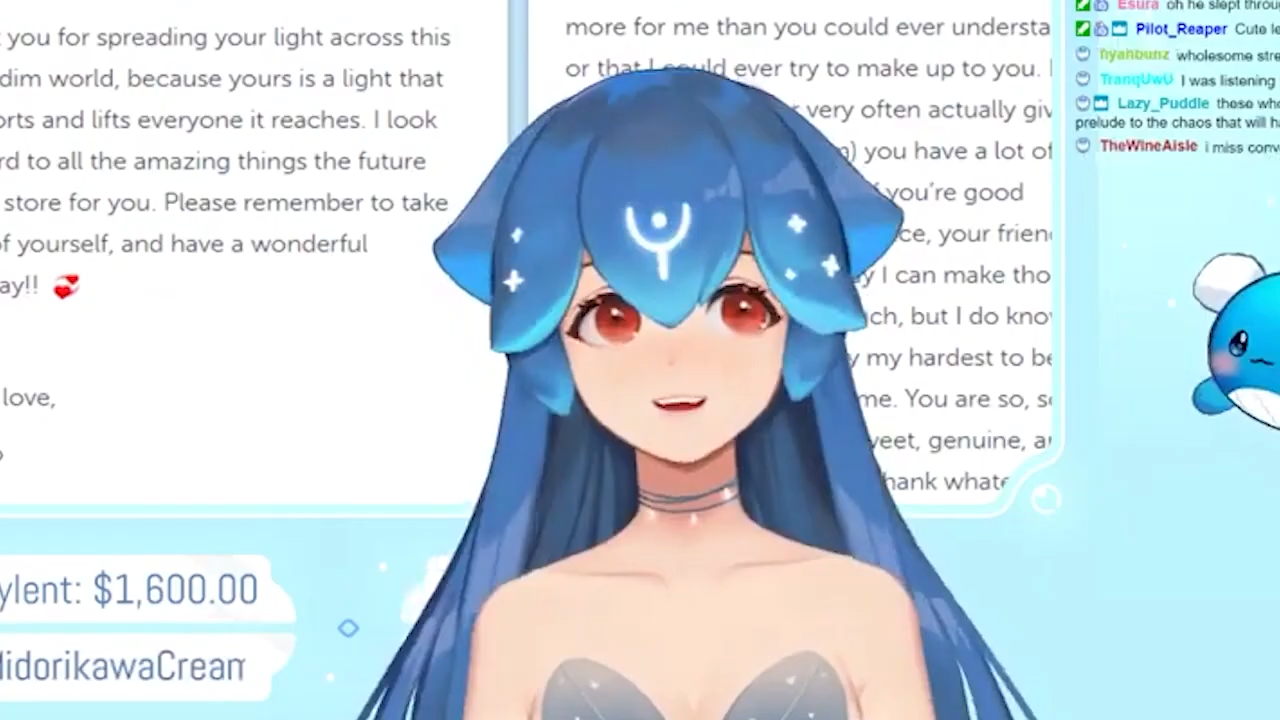 you for spreading your light across this
dim world, because yours is a light that
orts and lifts everyone it reaches. I look
rd to all the amazing things the future
store for you. Please remember to take
of yourself, and have a wonderful
ay!! 💞
love,
more for me than you could ever understa
or that I could ever try to make up to you.
very often actually giv
you have a lot of
you're good
ce, your frien
I can make tho
ch, but I do kno
my hardest to be
me. You are so, s
weet, genuine, a
hank whate
Esura oh he slept throu
Pilot_Reaper Cute le
hyahbunz wholesome stre
TranqUwU I was listening
Lazy_Puddle these who
prelude to the chaos that will ha
TheWineAisle i miss conv
ylent: $1,600.00
MidorikawaCream